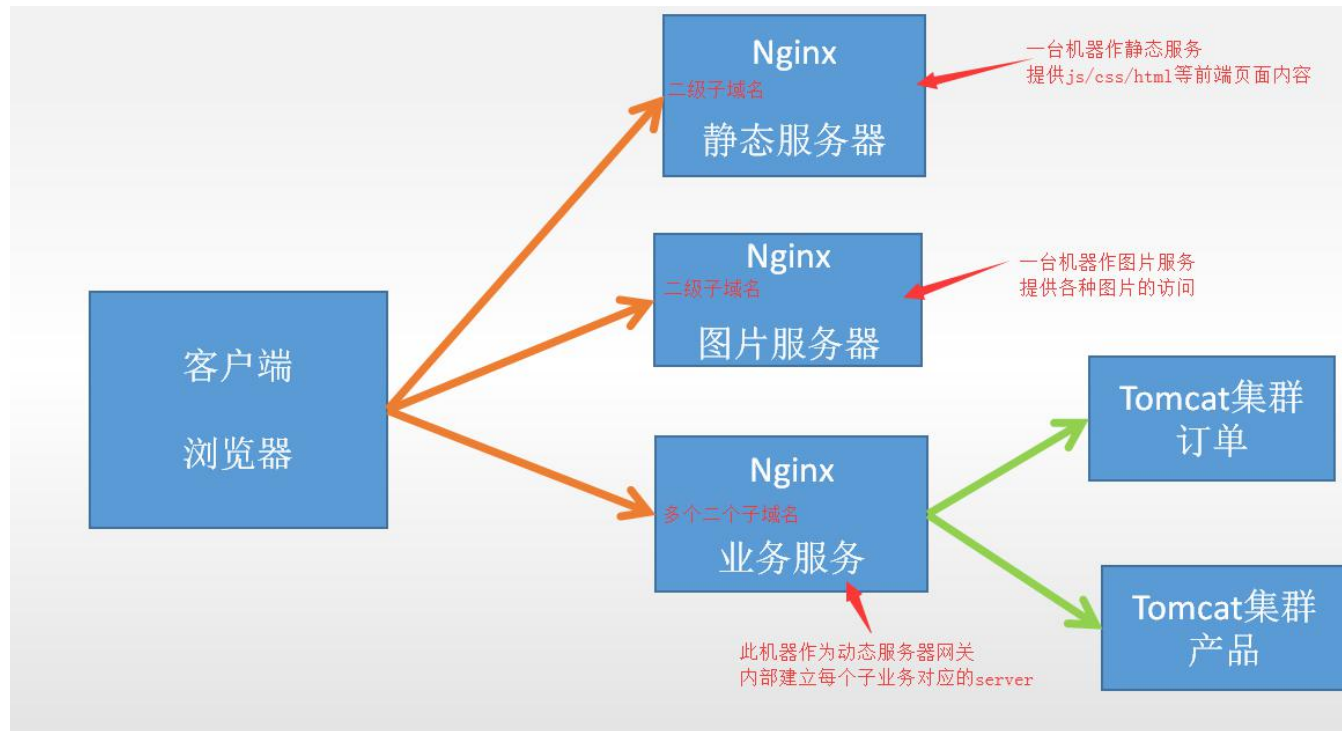 Nginx
二级子域名
静态服务器
一台机器作静态服务
提供js/css/html等前端页面内容
Nginx
二级子域名
图片服务器
一台机器作图片服务
提供各种图片的访问
客户端
浏览器
Nginx
多个二个子域名
业务服务
Tomcat集群
订单
Tomcat集群
产品
此机器作为动态服务器网关
内部建立每个子业务对应的server